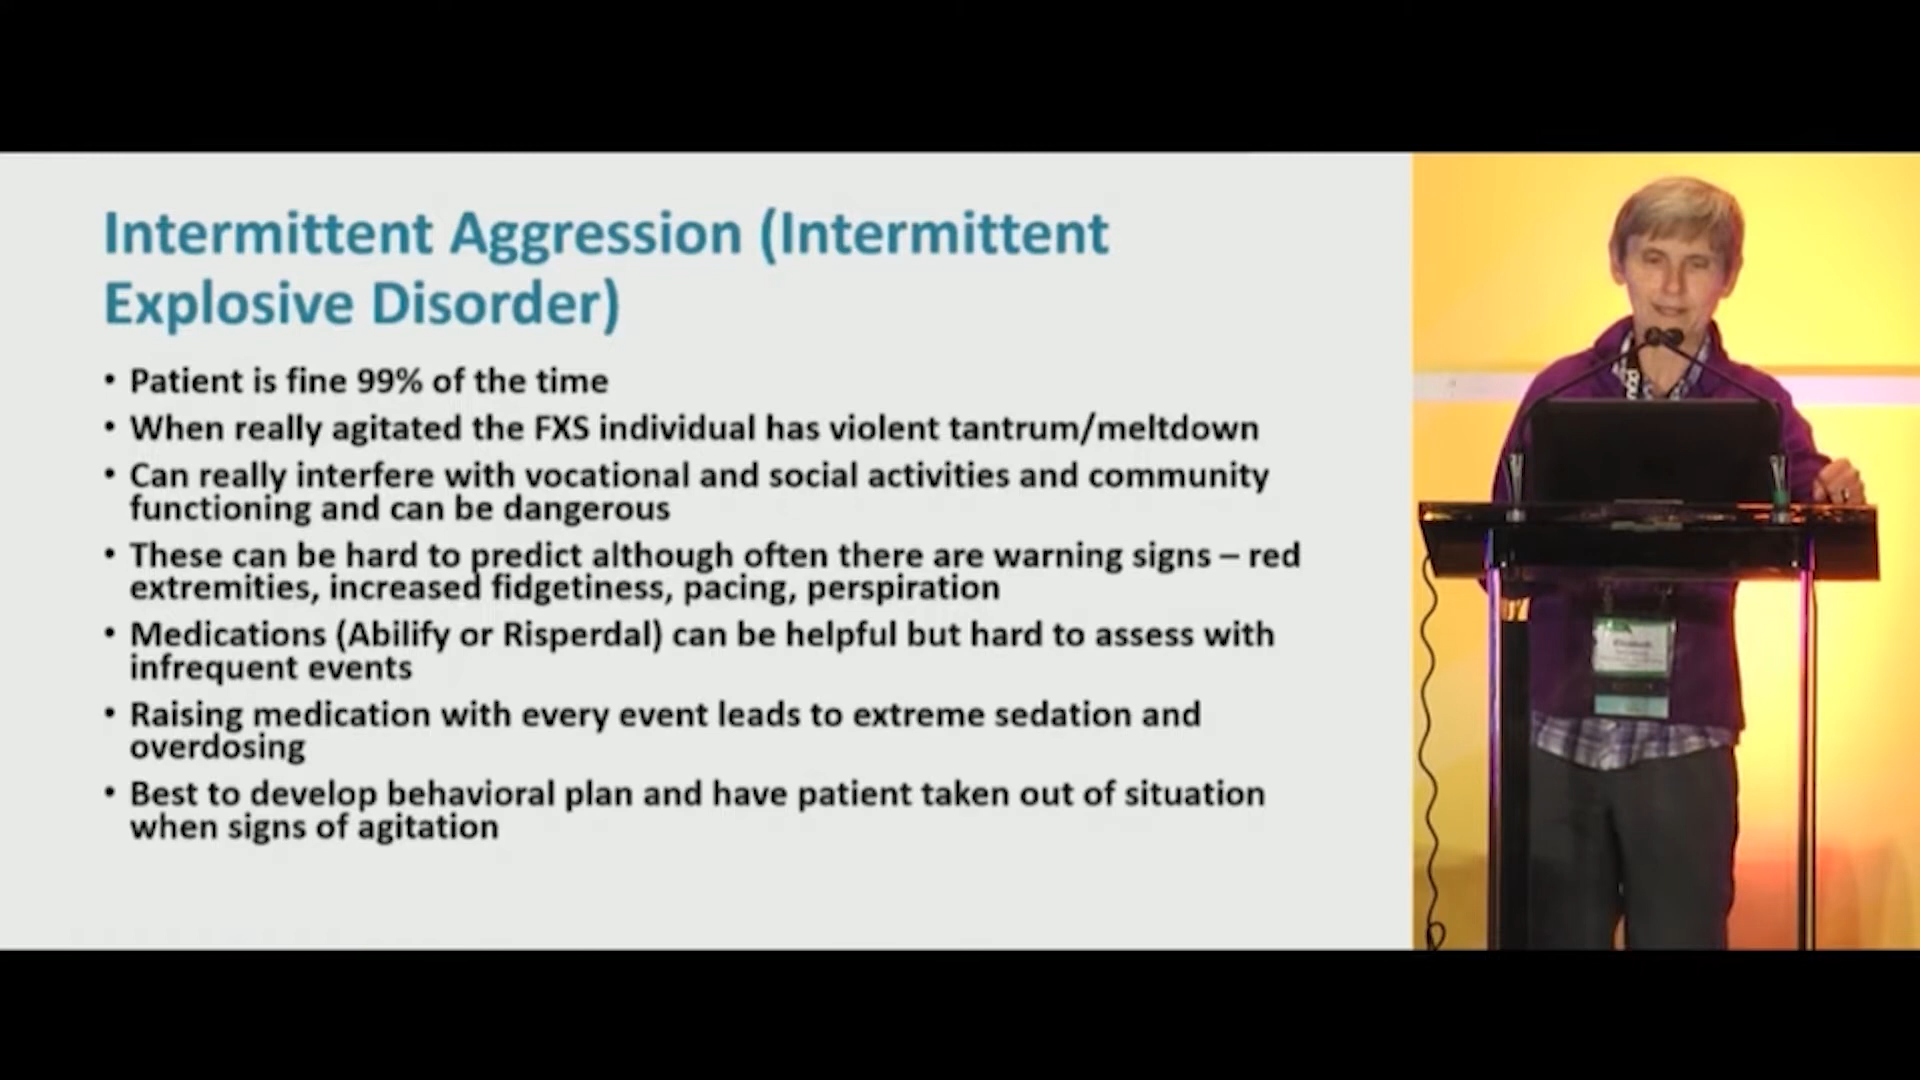 Intermittent Aggression (Intermittent
Explosive Disorder)
• Patient is fine 99% of the time
• When really agitated the FXS individual has violent tantrum/meltdown
• Can really interfere with vocational and social activities and community
functioning and can be dangerous
• These can be hard to predict although often there are warning signs – red
extremities, increased fidgetiness, pacing, perspiration
• Medications (Abilify or Risperdal) can be helpful but hard to assess with
infrequent events
• Raising medication with every event leads to extreme sedation and
overdosing
• Best to develop behavioral plan and have patient taken out of situation
when signs of agitation